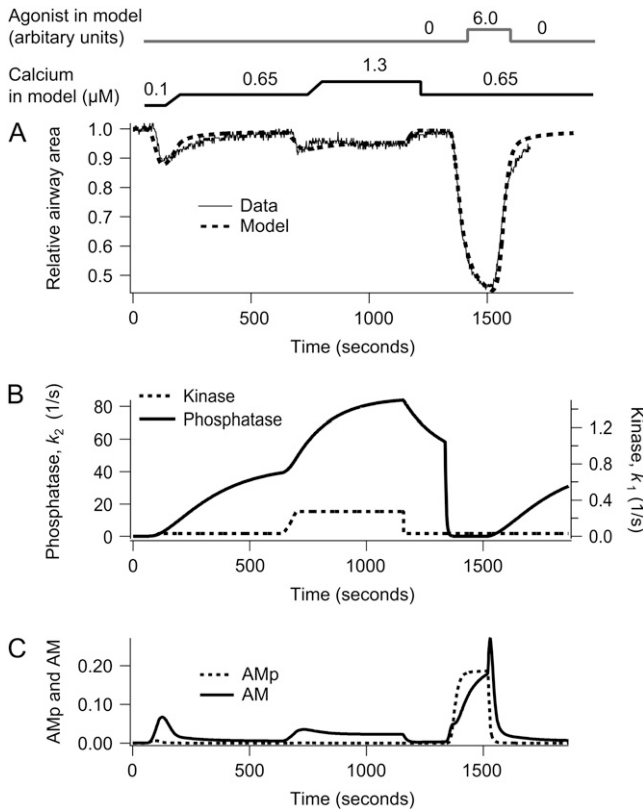 Agonist in model
(arbitary units)
0 6.0 0
Calcium
in model (µM)
0.1 0.65 1.3 0.65
A
Relative airway area
1.0
0.9
0.8
0.7
0.6
0.5
Data
Model
0 500 1000 1500
Time (seconds)
B
Phosphatase, k2 (1/s)
80
60
40
20
0
Kinase
Phosphatase
1.2
0.8
0.4
0.0
Kinase, k1 (1/s)
0 500 1000 1500
Time (seconds)
C
AMp and AM
0.20
0.10
0.00
AMp
AM
0 500 1000 1500
Time (seconds)